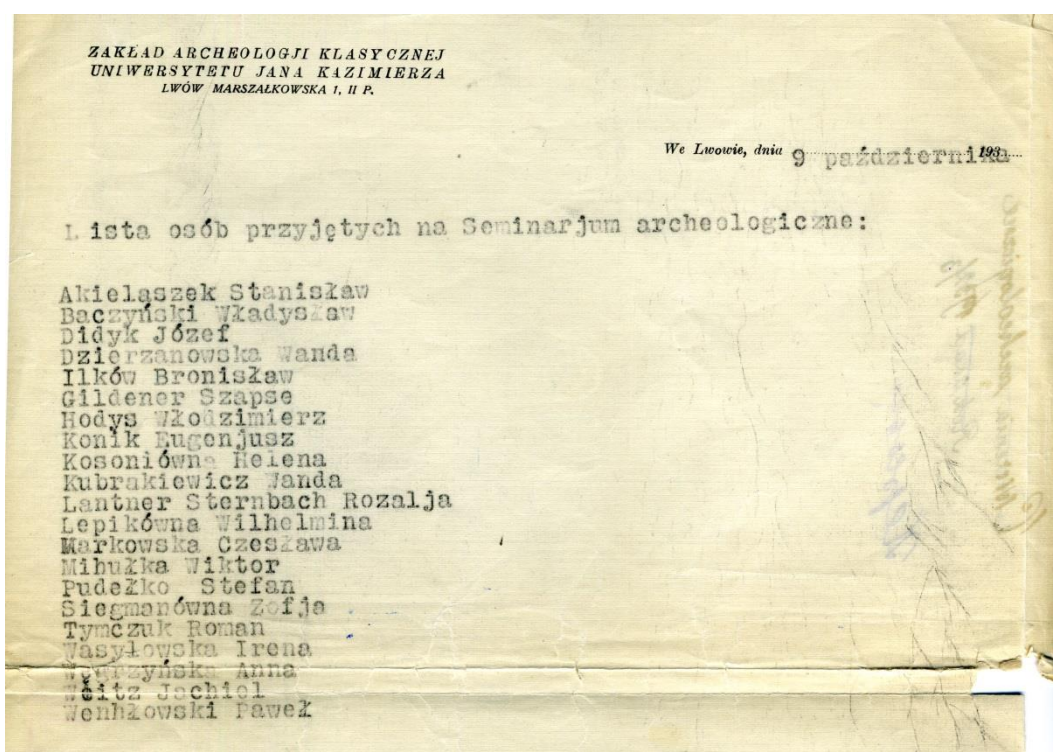 ZAKŁAD ARCHEOLOGJI KLASYCZNEJ
UNIWERSYTETU JANA KAZIMIERZA
LWÓW MARSZAŁKOWSKA 1, II P.
We Lwowie, dnia 9 października 193
Lista osób przyjętych na Seminarjum archeologiczne:
Akielaszek Stanisław
Baczyński Władysław
Didyk Józef
Dzierzanowska Wanda
Ilków Bronisław
Gildener Szapse
Hodys Włodzimierz
Konik Eugenjusz
Kosoniówna Helena
Kubrakiewicz Wanda
Lantner Sternbach Rozalja
Lepikówna Wilhelmina
Markowska Czesława
Mihułka Wiktor
Pudełko Stefan
Siegmanówna Zofja
Tymczuk Roman
Wasyłowska Irena
Węgrzyńska Anna
Weitz Jechiel
Wenhłowski Paweł